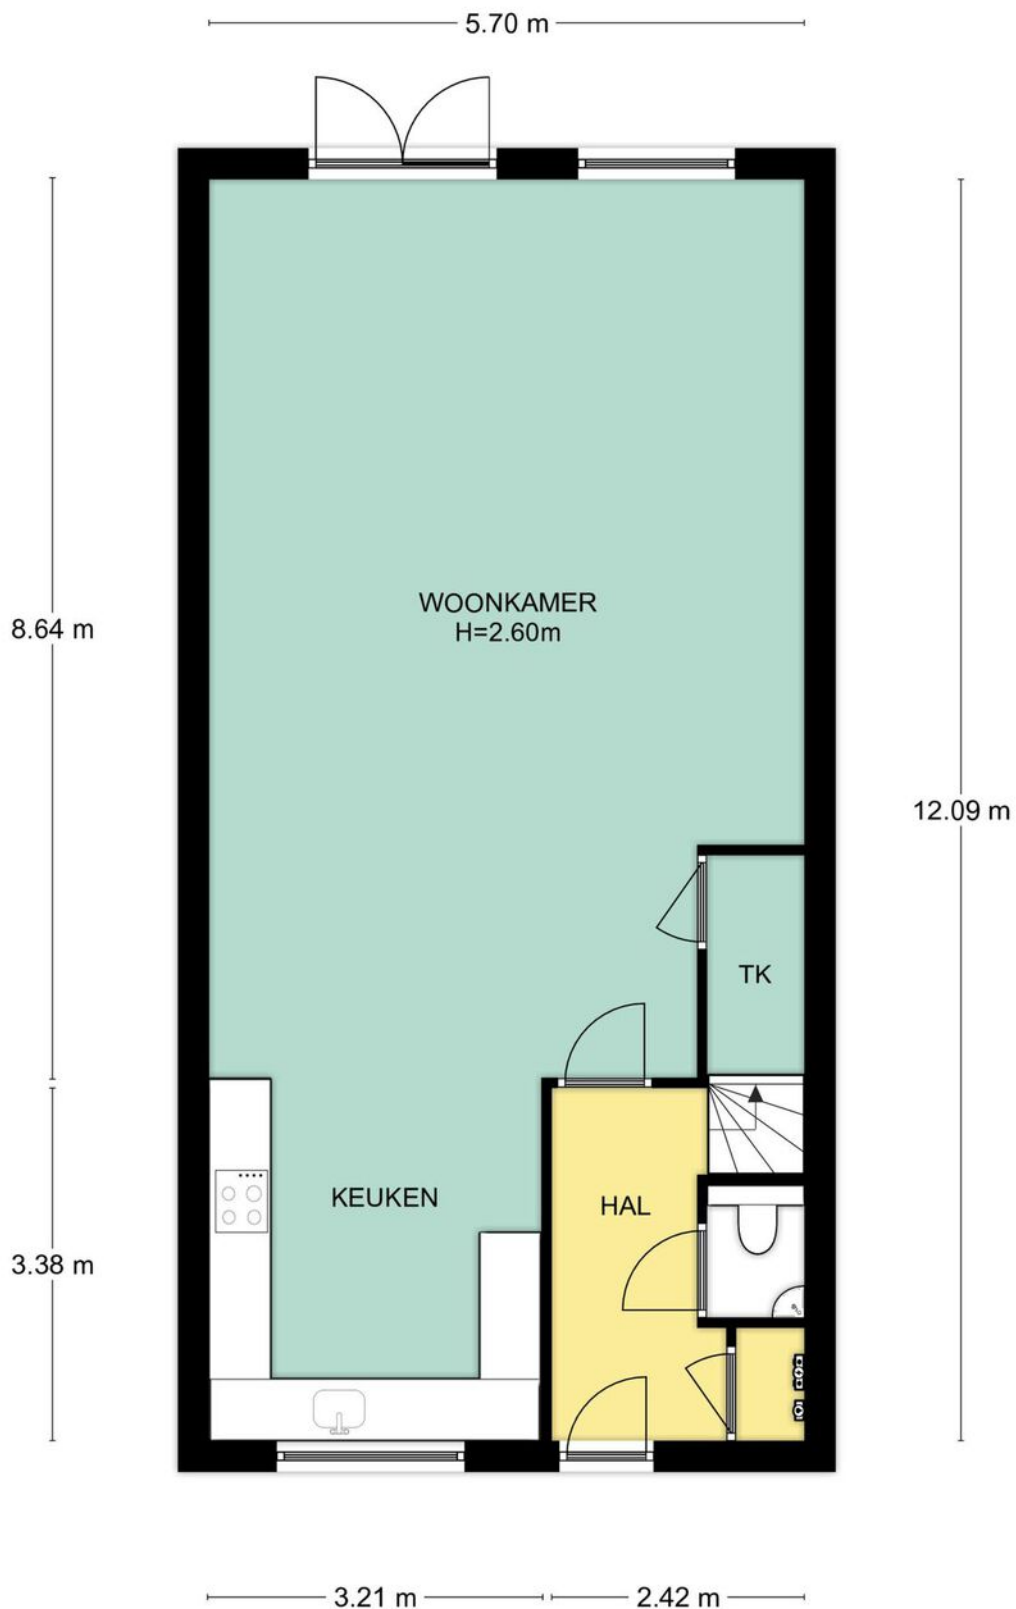 5.70 m
WOONKAMER
H=2.60m
8.64 m
12.09 m
TK
KEUKEN
HAL
3.38 m
3.21 m
2.42 m